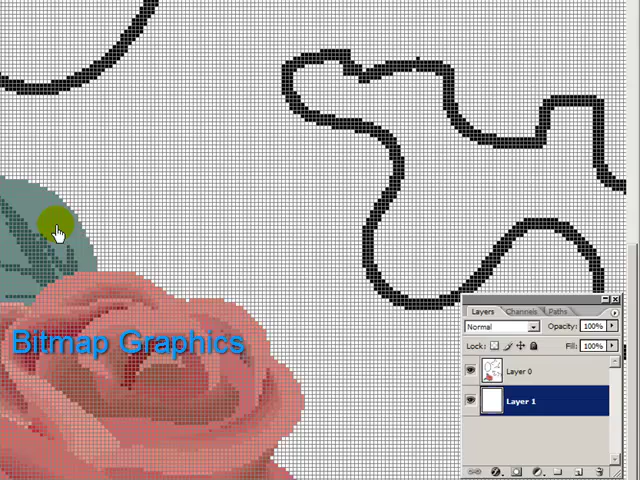 Bitmap Graphics
Layers Channels Paths
Normal Opacity: 100%
Lock: Fill: 100%
Layer 0
Layer 1